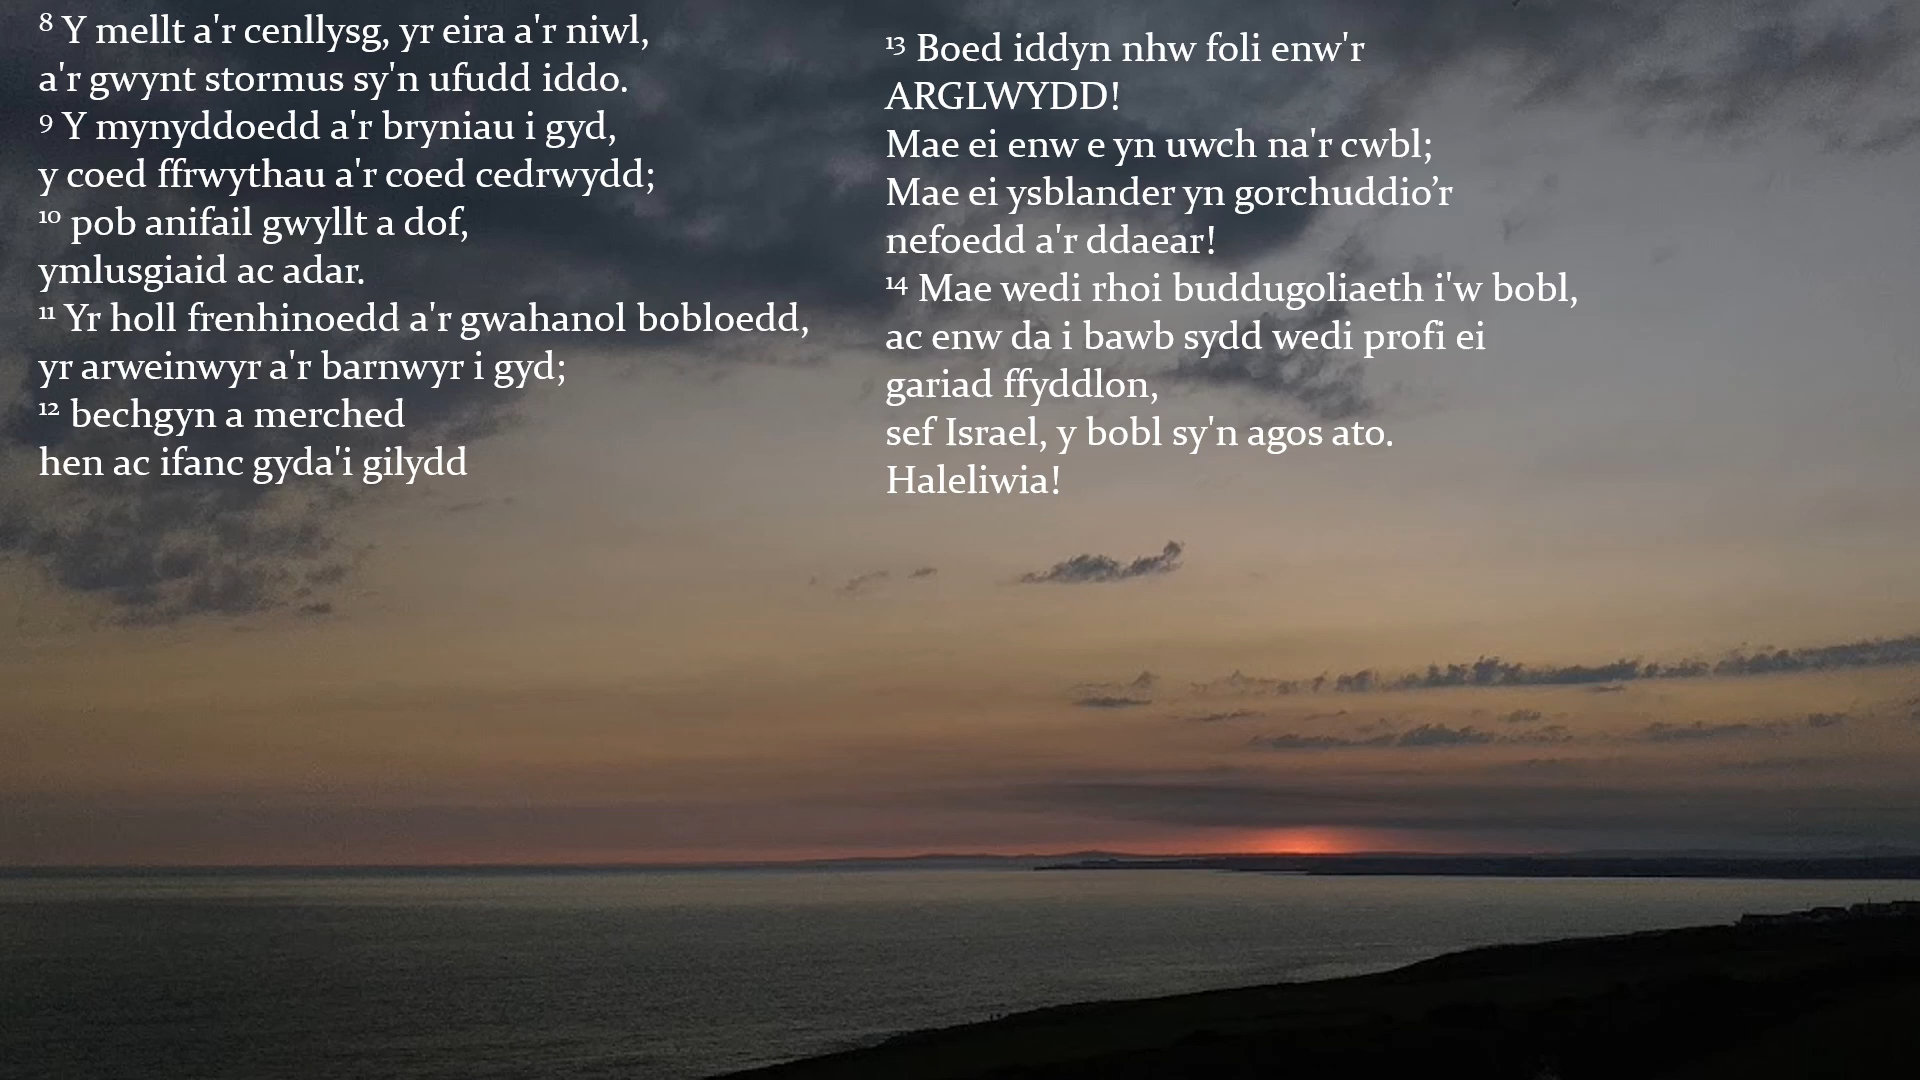 ⁸ Y mellt a'r cenllysg, yr eira a'r niwl,
a'r gwynt stormus sy'n ufudd iddo.
⁹ Y mynyddoedd a'r bryniau i gyd,
y coed ffrwythau a'r coed cedrwydd;
¹⁰ pob anifail gwyllt a dof,
ymlusgiaid ac adar.
¹¹ Yr holl frenhinoedd a'r gwahanol bobloedd,
yr arweinwyr a'r barnwyr i gyd;
¹² bechgyn a merched
hen ac ifanc gyda'i gilydd
¹³ Boed iddyn nhw foli enw'r
ARGLWYDD!
Mae ei enw e yn uwch na'r cwbl;
Mae ei ysblander yn gorchuddio’r
nefoedd a'r ddaear!
¹⁴ Mae wedi rhoi buddugoliaeth i'w bobl,
ac enw da i bawb sydd wedi profi ei
gariad ffyddlon,
sef Israel, y bobl sy'n agos ato.
Haleliwia!